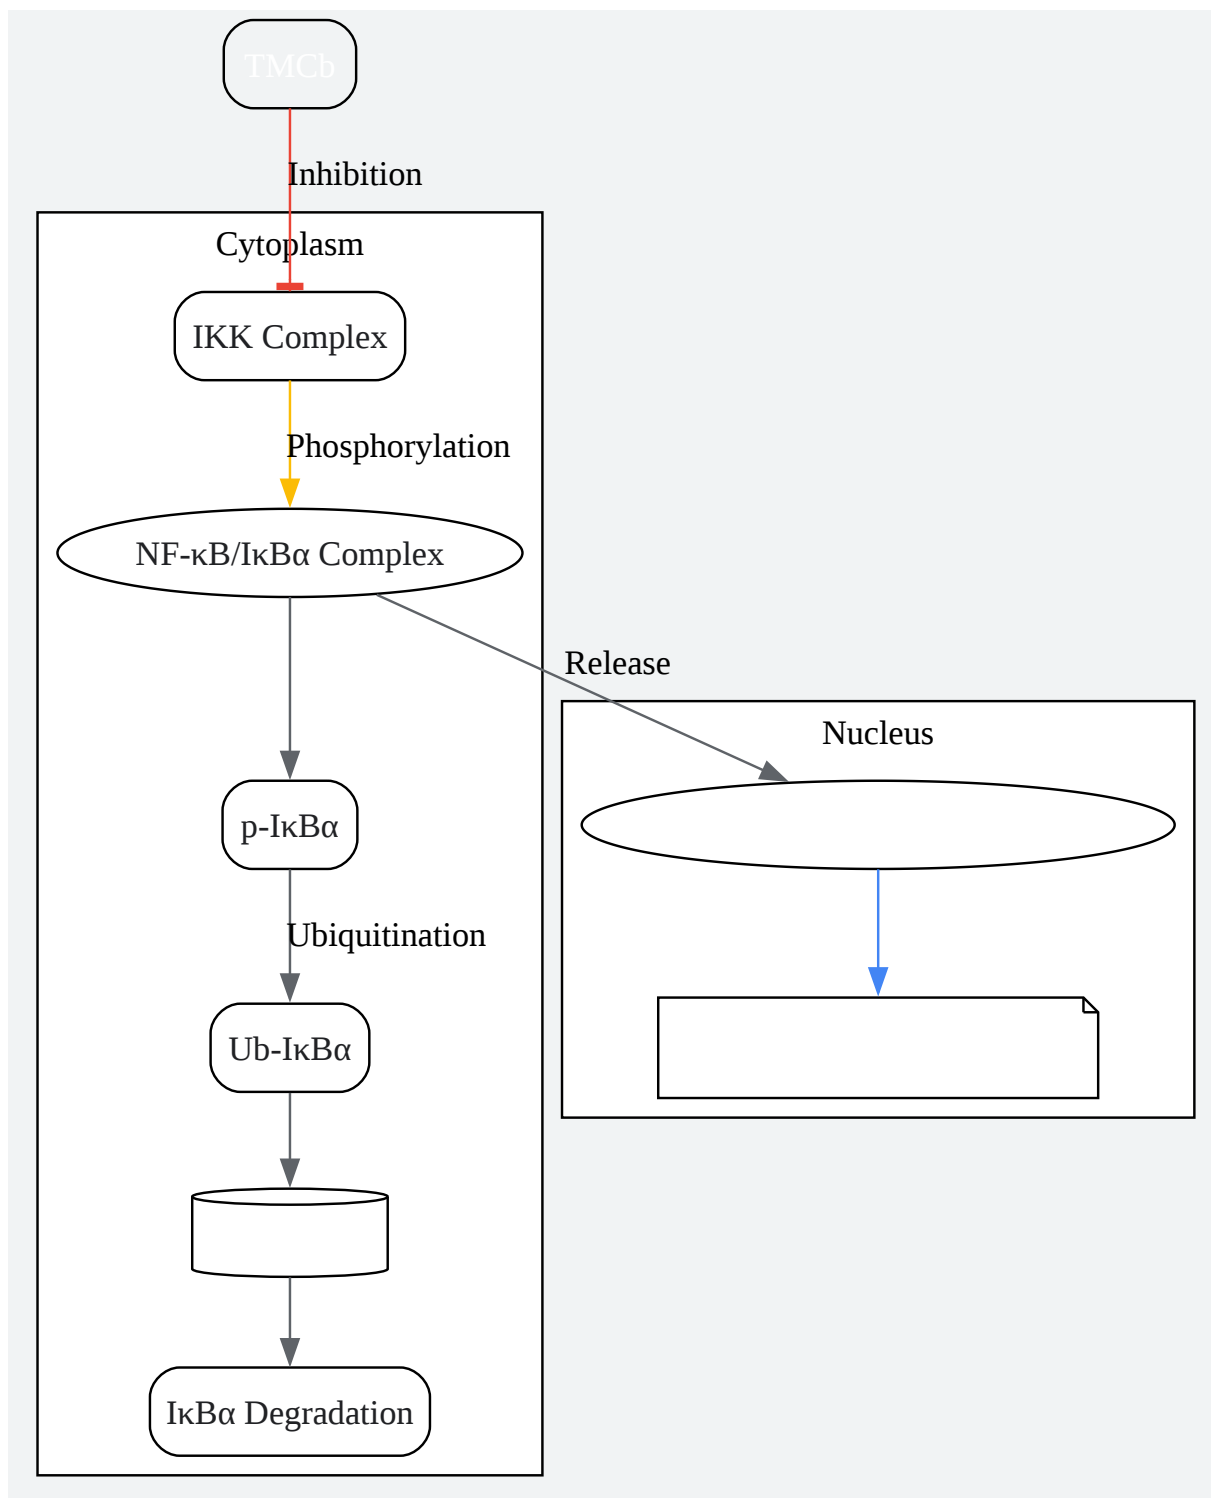 TMCb
Inhibition
Cytoplasm
IKK Complex
Phosphorylation
NF-κB/IκBα Complex
Release
Nucleus
p-IκBα
Ubiquitination
Ub-IκBα
IκBα Degradation